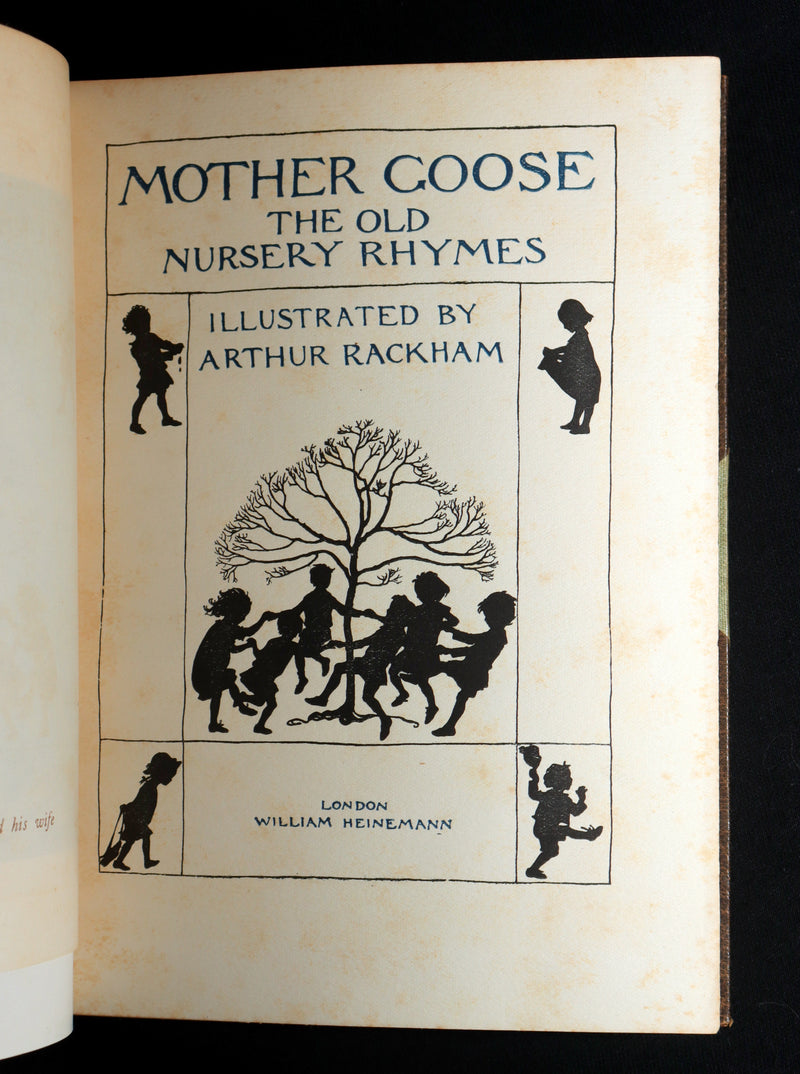 MOTHER GOOSE
THE OLD
NURSERY RHYMES
ILLUSTRATED BY
ARTHUR RACKHAM
LONDON
WILLIAM HEINEMANN
his wife